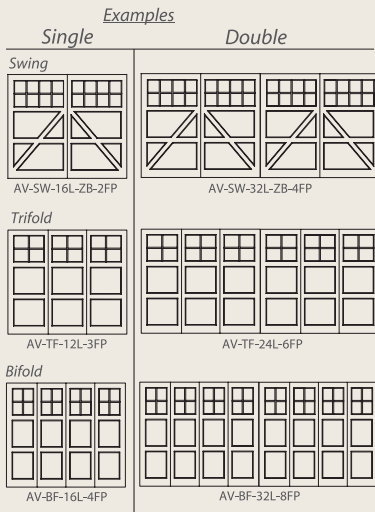 Examples
Single Double
Swing
AV-SW-16L-ZB-2FP AV-SW-32L-ZB-4FP
Trifold
AV-TF-12L-3FP AV-TF-24L-6FP
Bifold
AV-BF-16L-4FP AV-BF-32L-8FP